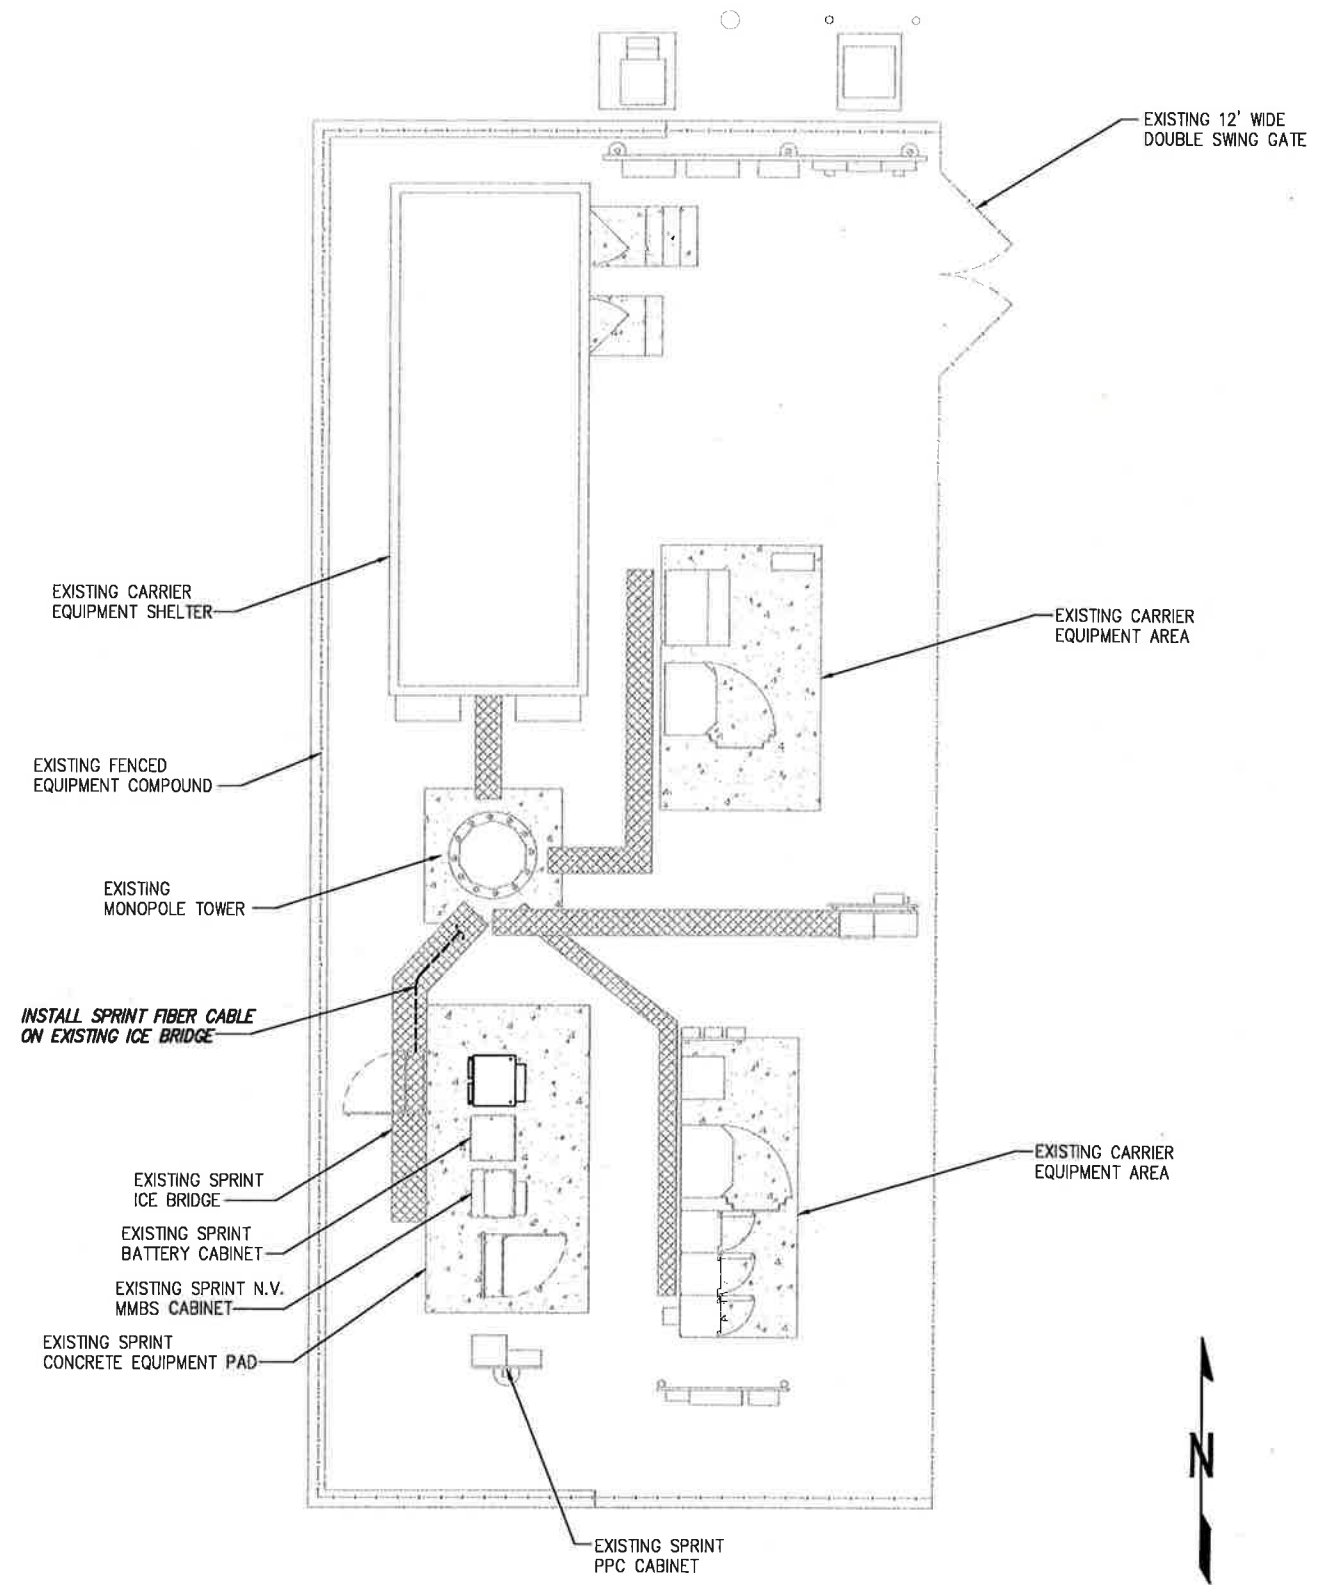 EXISTING 12' WIDE
DOUBLE SWING GATE
EXISTING CARRIER
EQUIPMENT SHELTER
EXISTING CARRIER
EQUIPMENT AREA
EXISTING FENCED
EQUIPMENT COMPOUND
EXISTING
MONOPOLE TOWER
INSTALL SPRINT FIBER CABLE
ON EXISTING ICE BRIDGE
EXISTING SPRINT
ICE BRIDGE
EXISTING CARRIER
EQUIPMENT AREA
EXISTING SPRINT
BATTERY CABINET
EXISTING SPRINT N.V.
MMBS CABINET
EXISTING SPRINT
CONCRETE EQUIPMENT PAD
N
EXISTING SPRINT
PPC CABINET